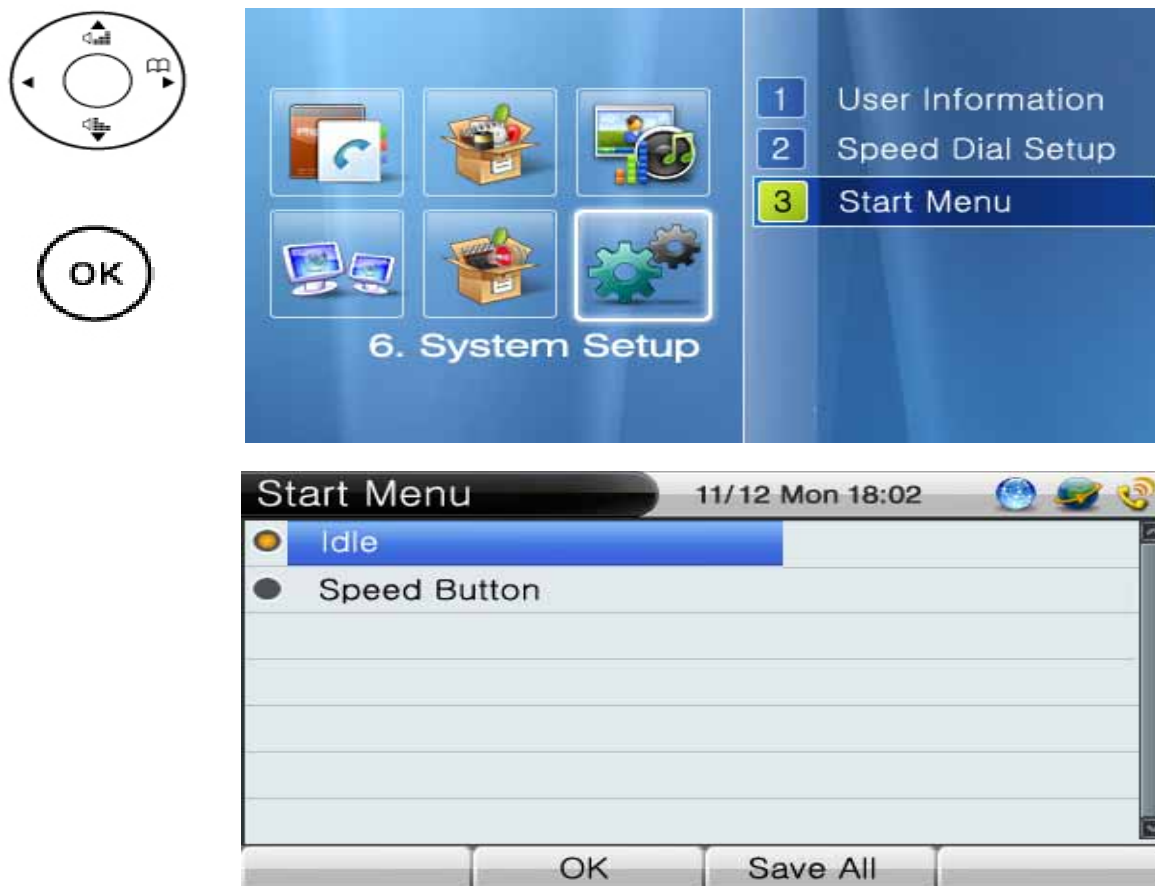 OK
1 User Information
2 Speed Dial Setup
3 Start Menu
6. System Setup
Start Menu 11/12 Mon 18:02
Idle
Speed Button
OK Save All